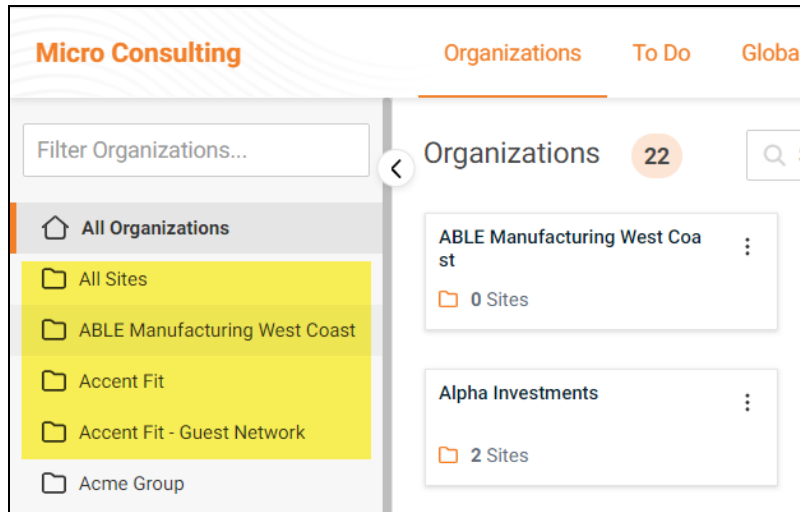 Micro Consulting
Organizations
To Do
Globa
Filter Organizations...
All Organizations
All Sites
ABLE Manufacturing West Coast
Accent Fit
Accent Fit - Guest Network
Acme Group
Organizations 22
ABLE Manufacturing West Coa
st
0 Sites
Alpha Investments
2 Sites